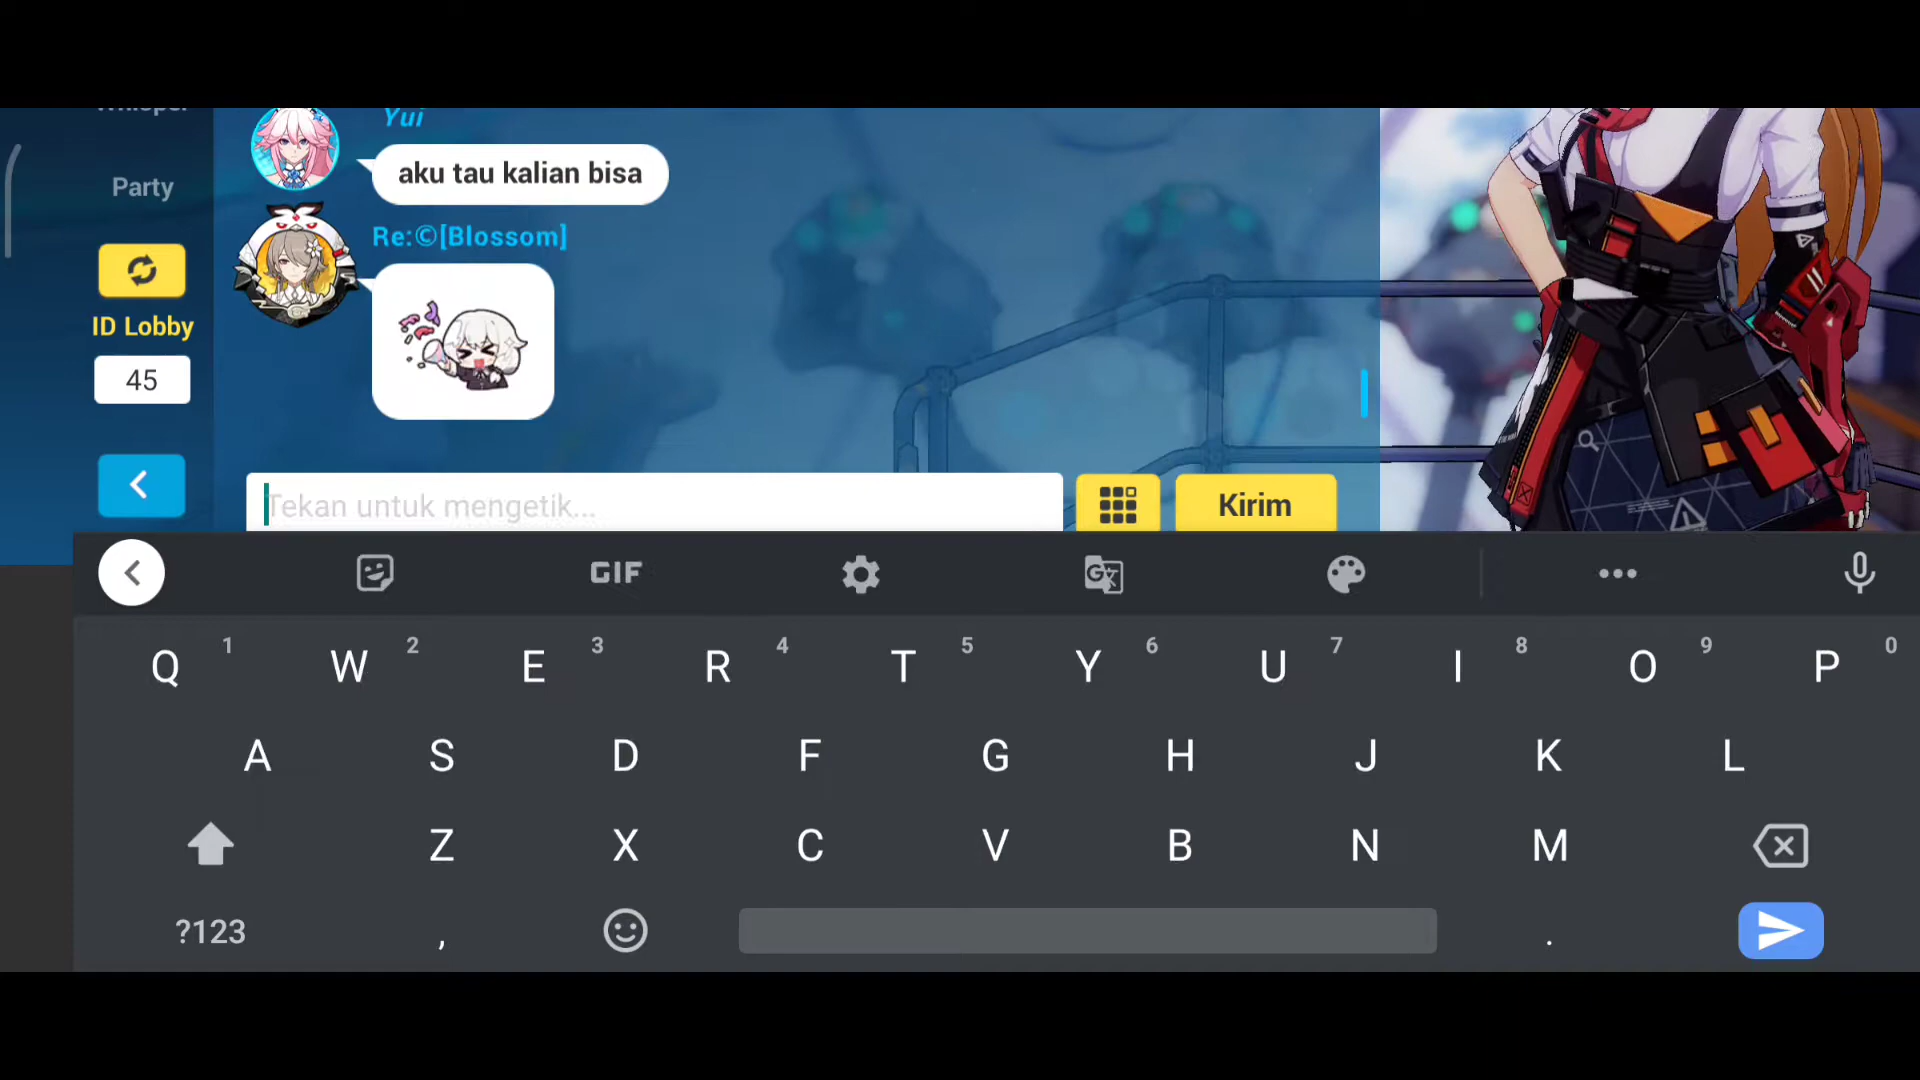 Whisper
Yui
aku tau kalian bisa
Party
Re:©[Blossom]
ID Lobby
45
Tekan untuk mengetik...
Kirim
GIF
Q 1 W 2 E 3 R 4 T 5 Y 6 U 7 I 8 O 9 P 0
A S D F G H J K L
Z X C V B N M
?123 , .